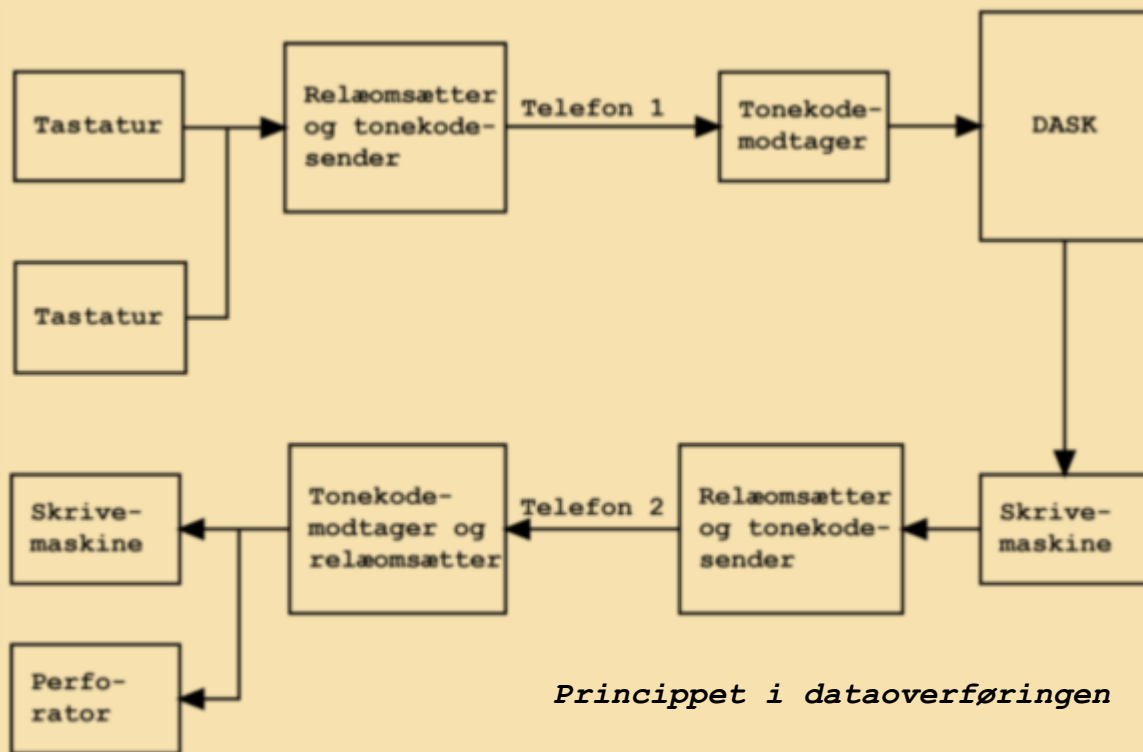 Tastatur
Relæomsætter
og tonekode-
sender
Telefon 1
Tonekode-
modtager
DASK
Tastatur
Skrive-
maskine
Tonekode-
modtager og
relæomsætter
Telefon 2
Relæomsætter
og tonekode-
sender
Skrive-
maskine
Perfo-
rator
Princippet i dataoverføringen